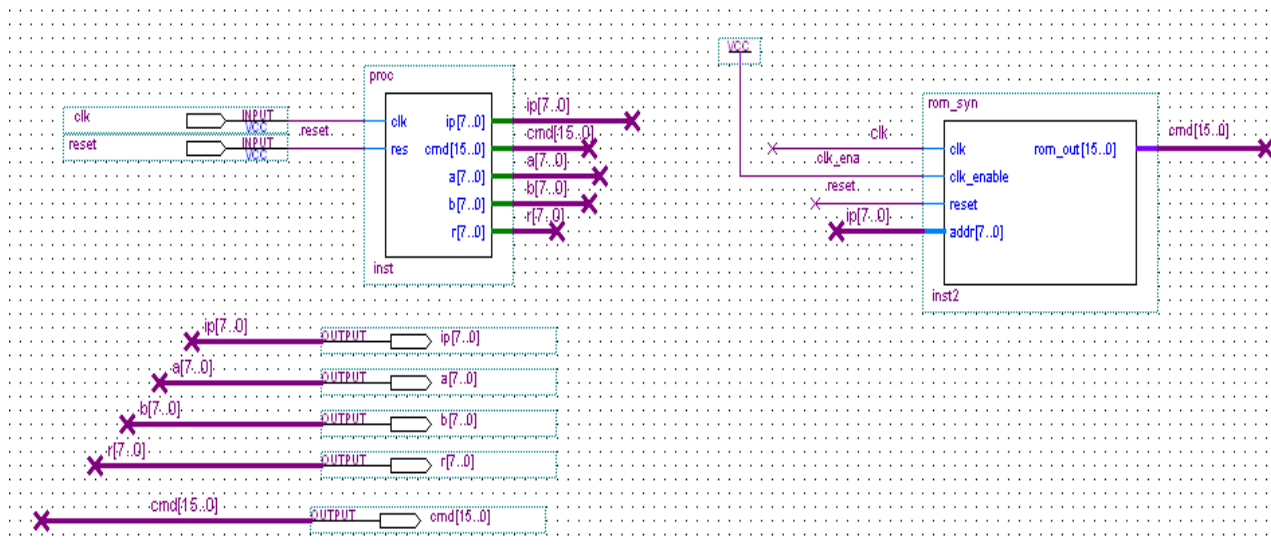 proc
clk INPUT VCC
reset INPUT VCC
.reset.
clk
res
ip[7..0]
cmd[15..0]
a[7..0]
b[7..0]
r[7..0]
inst
ip[7..0]
cmd[15..0]
a[7..0]
b[7..0]
r[7..0]
VCC
rom_syn
clk
.clk_ena
.reset.
ip[7..0]
clk
clk_enable
reset
addr[7..0]
rom_out[15..0]
inst2
cmd[15..0]
ip[7..0] OUTPUT ip[7..0]
a[7..0] OUTPUT a[7..0]
b[7..0] OUTPUT b[7..0]
r[7..0] OUTPUT r[7..0]
cmd[15..0] OUTPUT cmd[15..0]